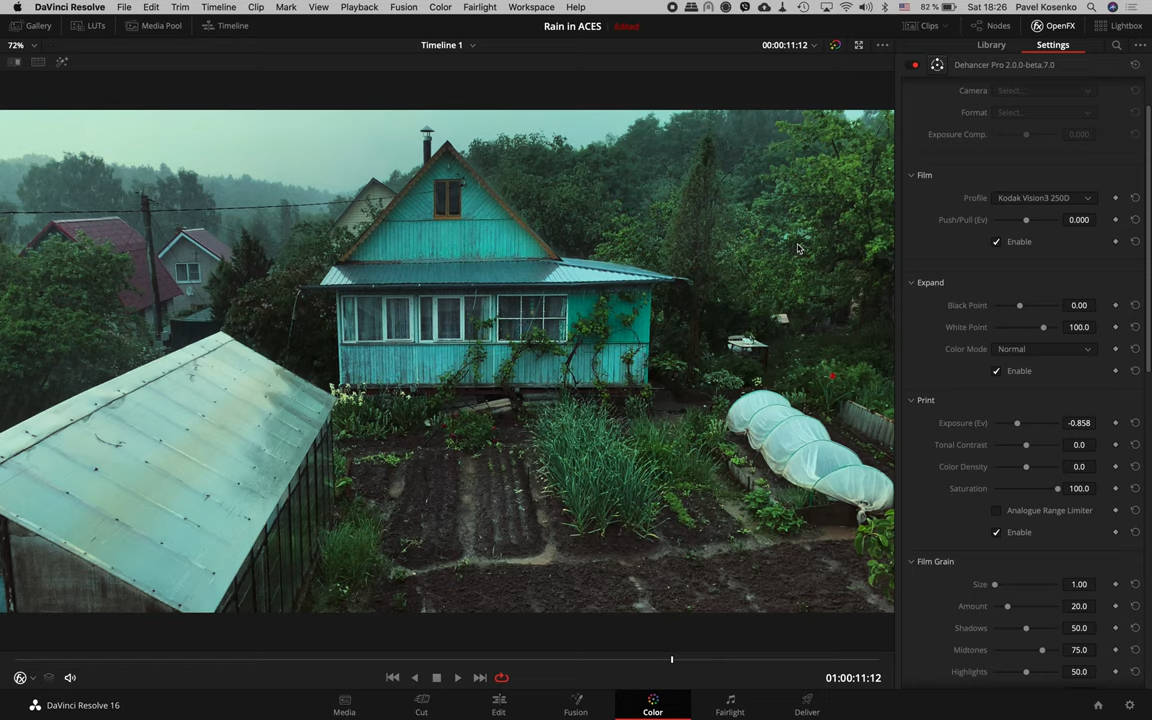 DaVinci Resolve File Edit Trim Timeline Clip Mark View Playback Fusion Color Fairlight Workspace Help 82 % Sat 18:26 Pavel Kosenko
Gallery LUTs Media Pool Timeline Rain in ACES Edited Clips Nodes OpenFX Lightbox
72% Timeline 1 00:00:11:12 Library Settings
Dehancer Pro 2.0.0-beta.7.0
Camera Select...
Format Select...
Exposure Comp. 0.000
Film
Profile Kodak Vision3 250D
Push/Pull (Ev) 0.000
Enable
Expand
Black Point 0.00
White Point 100.0
Color Mode Normal
Enable
Print
Exposure (Ev) -0.858
Tonal Contrast 0.0
Color Density 0.0
Saturation 100.0
Analogue Range Limiter
Enable
Film Grain
Size 1.00
Amount 20.0
Shadows 50.0
Midtones 75.0
Highlights 50.0
01:00:11:12
DaVinci Resolve 16 Media Cut Edit Fusion Color Fairlight Deliver